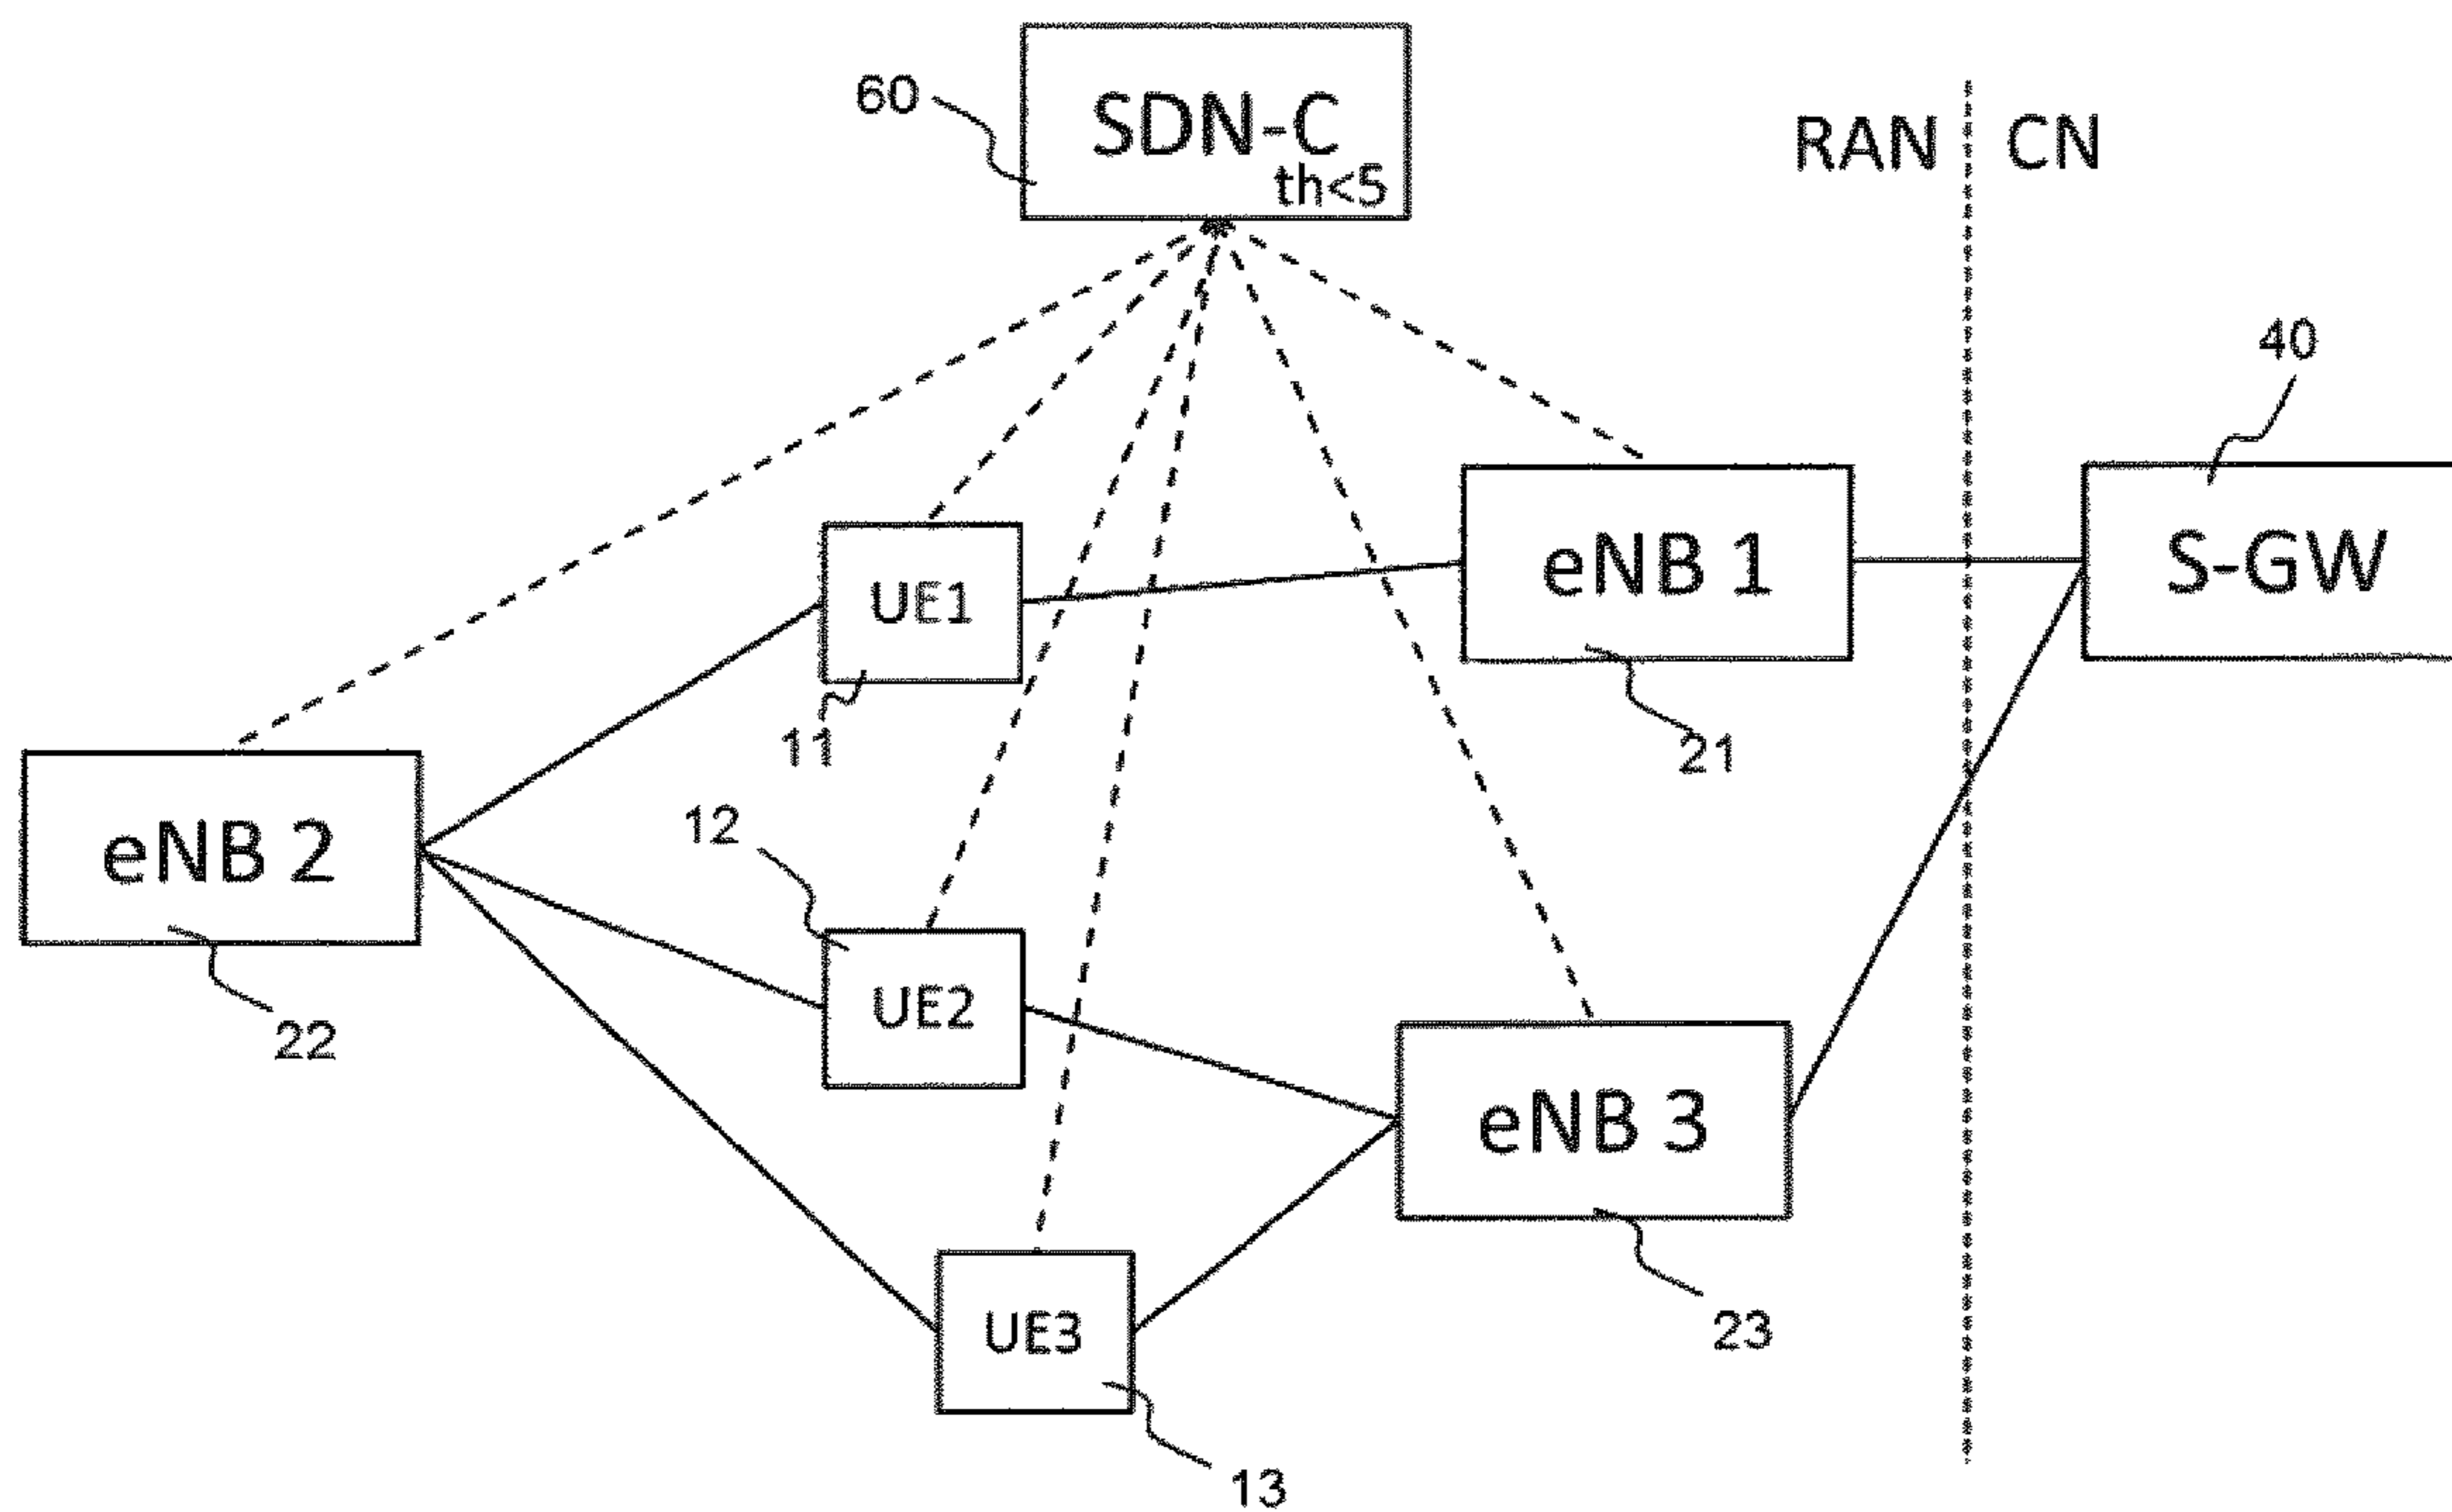 60
SDN-C
th<5
RAN
CN
40
S-GW
eNB 1
21
UE1
11
eNB 2
22
12
UE2
eNB 3
23
UE3
13